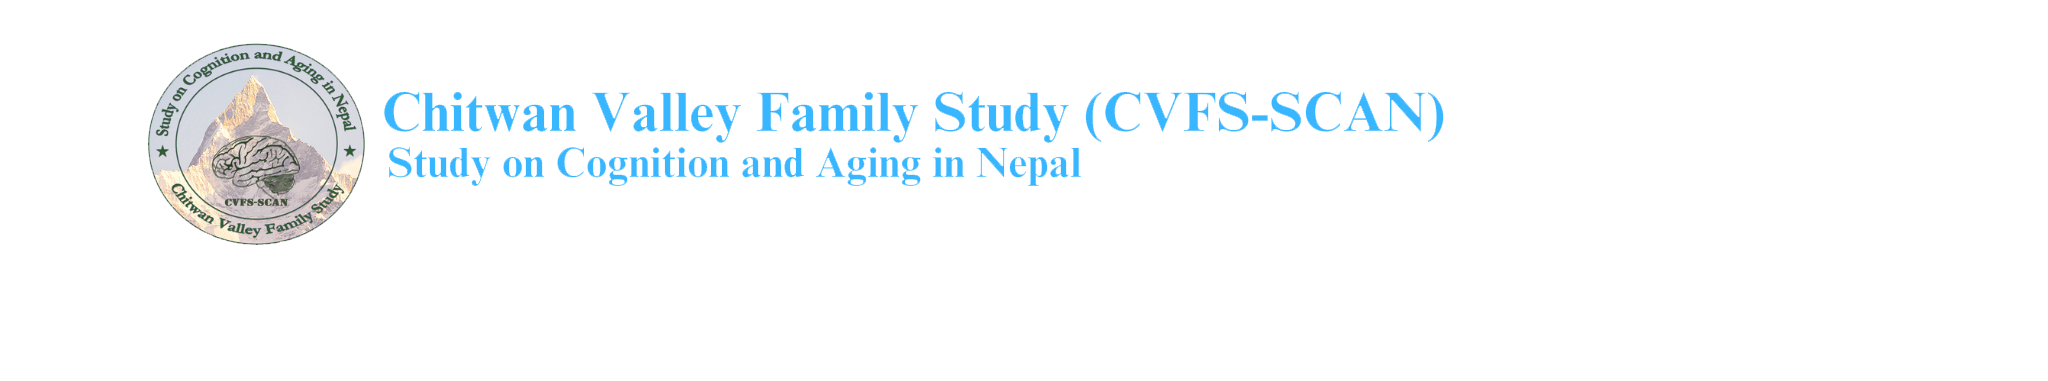 Study on Cognition and Aging in Nepal
CVFS-SCAN
Chitwan Valley Family Study
Chitwan Valley Family Study (CVFS-SCAN)
Study on Cognition and Aging in Nepal